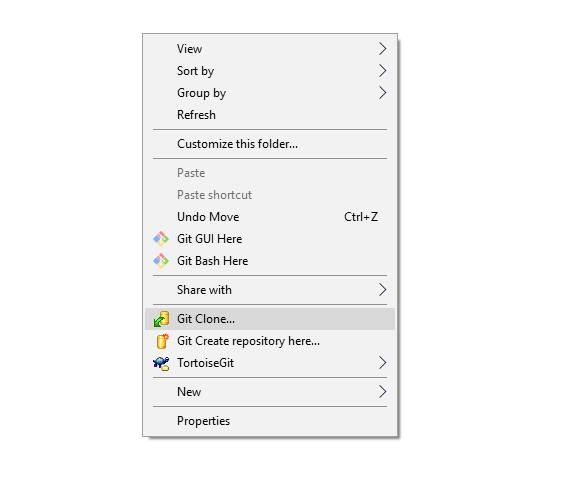 View
Sort by
Group by
Refresh
Customize this folder...
Paste
Paste shortcut
Undo Move Ctrl+Z
Git GUI Here
Git Bash Here
Share with
Git Clone...
Git Create repository here...
TortoiseGit
New
Properties